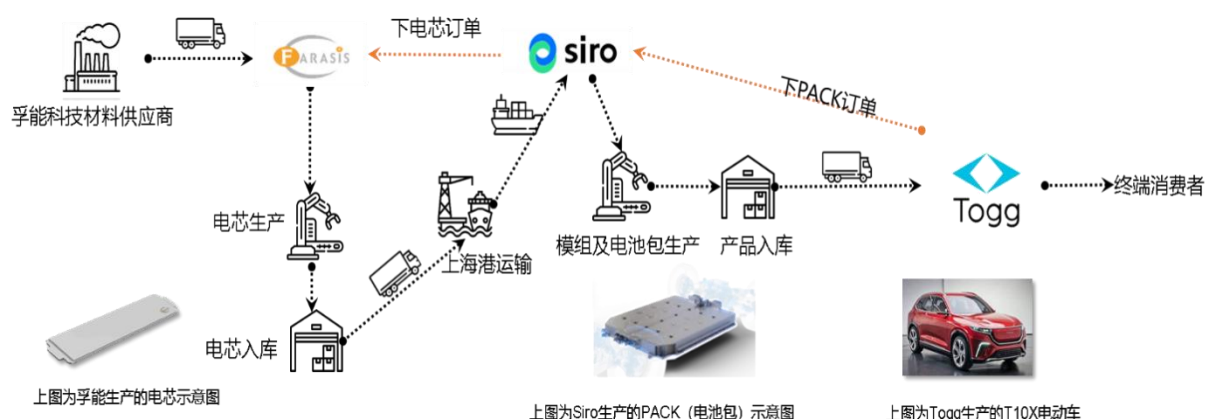 下电芯订单
FARASIS
siro
孚能科技材料供应商
下PACK订单
电芯生产
上海港运输
模组及电池包生产
产品入库
Togg
终端消费者
电芯入库
上图为孚能生产的电芯示意图
上图为Siro生产的PACK（电池包）示意图
上图为Togg生产的T10X电动车